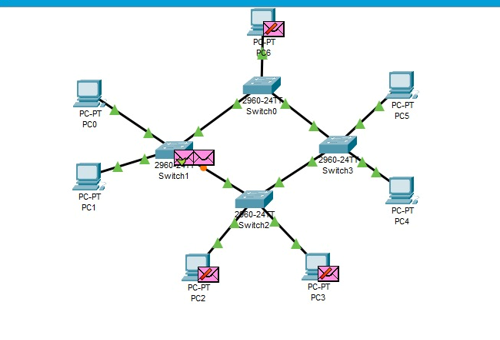 PC-PT
PC6
2960-24TT
Switch0
PC-PT
PC5
PC-PT
PC0
2960-24TT
Switch1
2960-24TT
Switch3
PC-PT
PC1
PC-PT
PC4
2960-24TT
Switch2
PC-PT
PC2
PC-PT
PC3